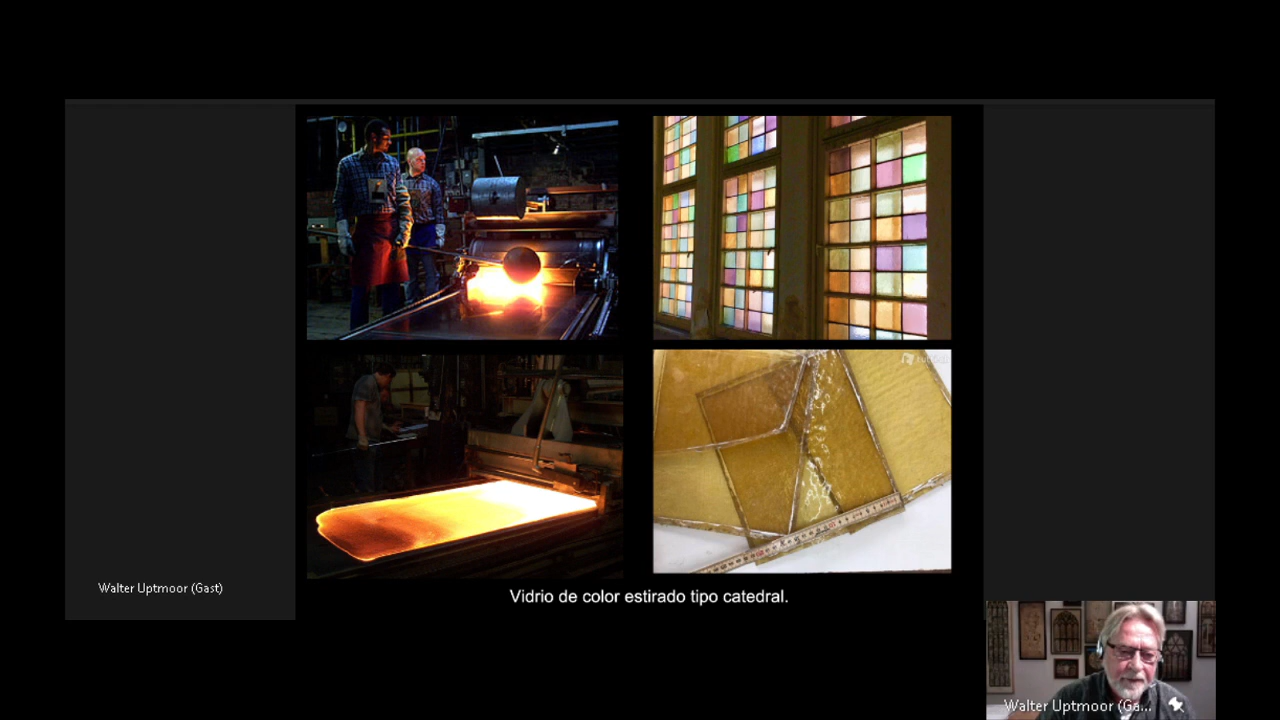 Vidrio de color estirado tipo catedral.
Walter Uptmoor (Gast)
Walter Uptmoor (Ga...